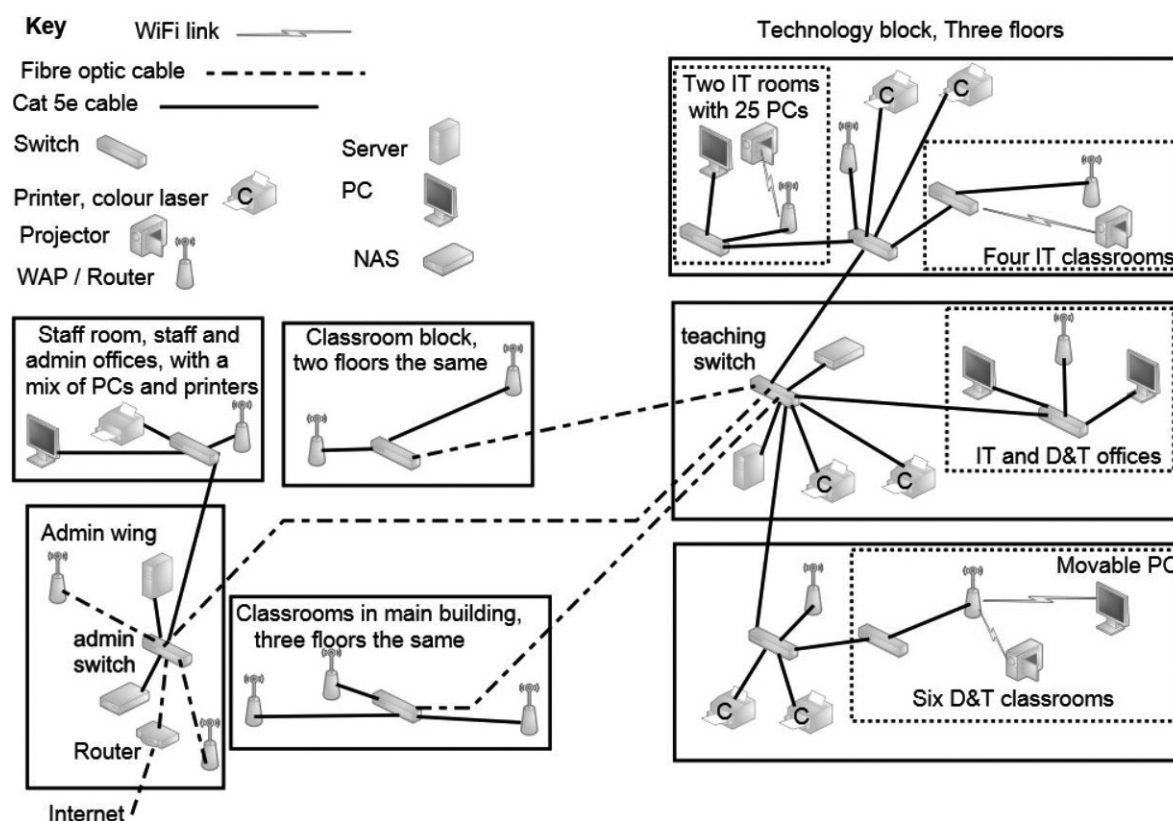 Key
WiFi link
Fibre optic cable
Cat 5e cable
Switch
Server
Printer, colour laser
C
PC
Projector
WAP / Router
NAS
Technology block, Three floors
Two IT rooms
with 25 PCs
C
C
Four IT classrooms
Staff room, staff and
admin offices, with a
mix of PCs and printers
Classroom block,
two floors the same
teaching
switch
C
C
IT and D&T offices
Admin wing
admin
switch
Router
Internet
Classrooms in main building,
three floors the same
Movable PC
C
C
Six D&T classrooms